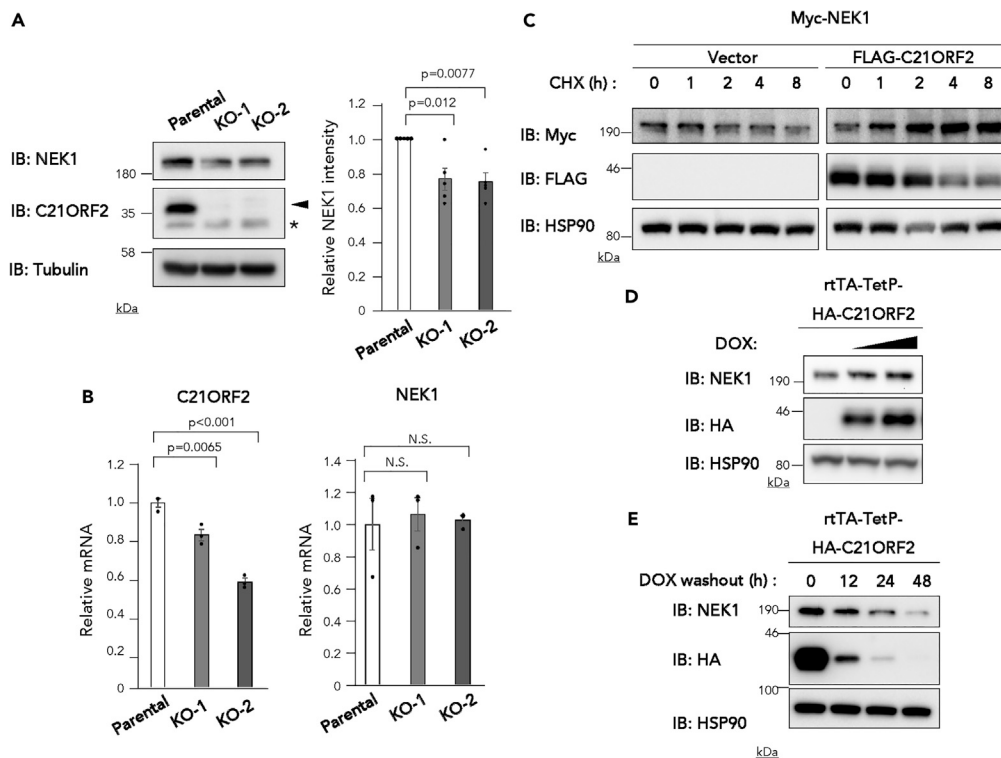 A
Parental
KO-1
KO-2
IB: NEK1
180
IB: C21ORF2
35
*
58
IB: Tubulin
kDa
p=0.0077
p=0.012
Relative NEK1 intensity
1.2
1.0
0.8
0.6
0.4
0.2
0
Parental
KO-1
KO-2
B
C21ORF2
p<0.001
p=0.0065
Relative mRNA
1.2
1.0
0.8
0.6
0.4
0.2
0
Parental
KO-1
KO-2
NEK1
N.S.
N.S.
Relative mRNA
1.4
1.2
1.0
0.8
0.6
0.4
0.2
0
Parental
KO-1
KO-2
C
Myc-NEK1
Vector FLAG-C21ORF2
CHX (h) : 0 1 2 4 8 0 1 2 4 8
IB: Myc
190
46
IB: FLAG
IB: HSP90
80
kDa
D
rtTA-TetP-
HA-C21ORF2
DOX:
IB: NEK1
190
46
IB: HA
IB: HSP90
80
kDa
E
rtTA-TetP-
HA-C21ORF2
DOX washout (h) : 0 12 24 48
IB: NEK1
190
46
IB: HA
100
IB: HSP90
kDa